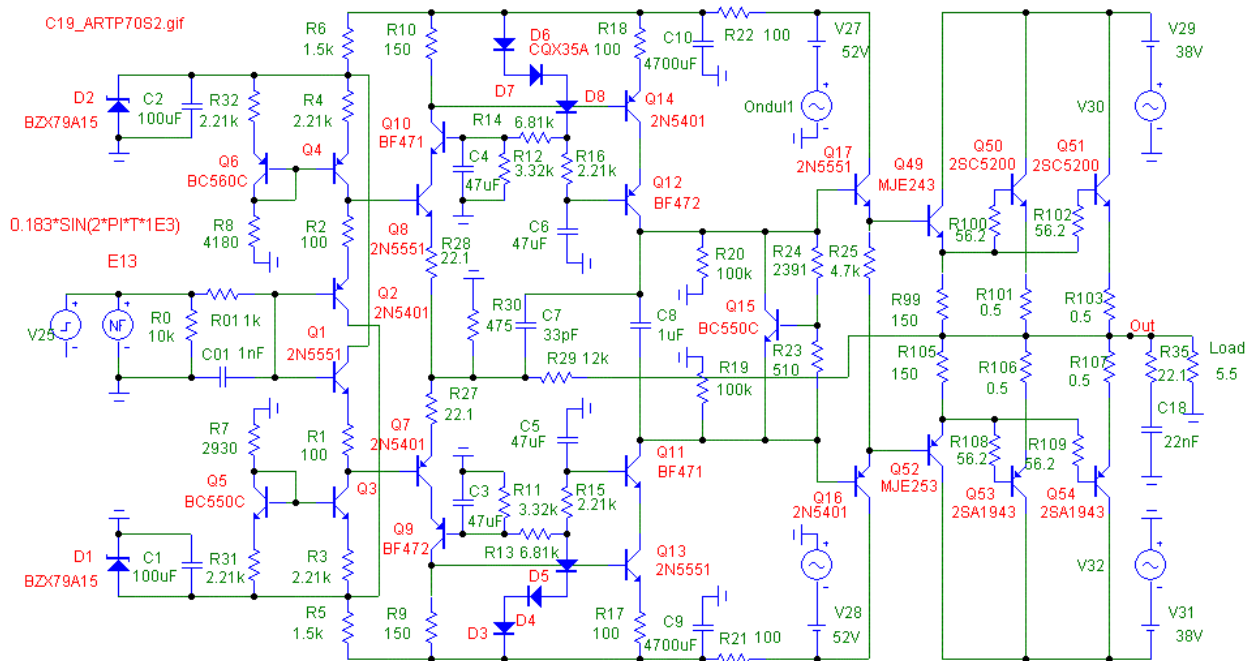 C19_ARTP70S2.gif
R6
1.5k
R10
150
D6
CQX35A
D7
D8
R18
100
C10
4700uF
R22 100
V27
52V
V29
38V
D2
BZX79A15
C2
100uF
R32
2.21k
R4
2.21k
Q10
BF471
R14
6.81k
Q14
2N5401
Ondul1
V30
Q6
BC560C
Q4
C4
47uF
R12
3.32k
R16
2.21k
Q12
BF472
Q17
2N5551
Q49
MJE243
Q50
2SC5200
Q51
2SC5200
0.183*SIN(2*PI*T*1E3)
R8
4180
R2
100
Q8
2N5551
R28
22.1
C6
47uF
R20
100k
R24
2391
R25
4.7k
R100
56.2
R102
56.2
E13
V25
NF
R0
10k
R01
1k
C01
1nF
Q2
2N5401
Q1
2N5551
R30
475
C7
33pF
C8
1uF
Q15
BC550C
R99
150
R101
0.5
R103
0.5
Out
R29 12k
R19
100k
R23
510
R105
150
R106
0.5
R107
0.5
R35
22.1
Load
5.5
R7
2930
R1
100
R27
22.1
Q7
2N5401
C5
47uF
Q11
BF471
C18
22nF
Q5
BC550C
Q3
C3
47uF
R11
3.32k
R15
2.21k
Q16
2N5401
Q52
MJE253
R108
56.2
R109
56.2
Q53
2SA1943
Q54
2SA1943
D1
BZX79A15
C1
100uF
R31
2.21k
R3
2.21k
Q9
BF472
R13 6.81k
Q13
2N5551
V32
R5
1.5k
R9
150
D5
D4
D3
R17
100
C9
4700uF
R21 100
V28
52V
V31
38V